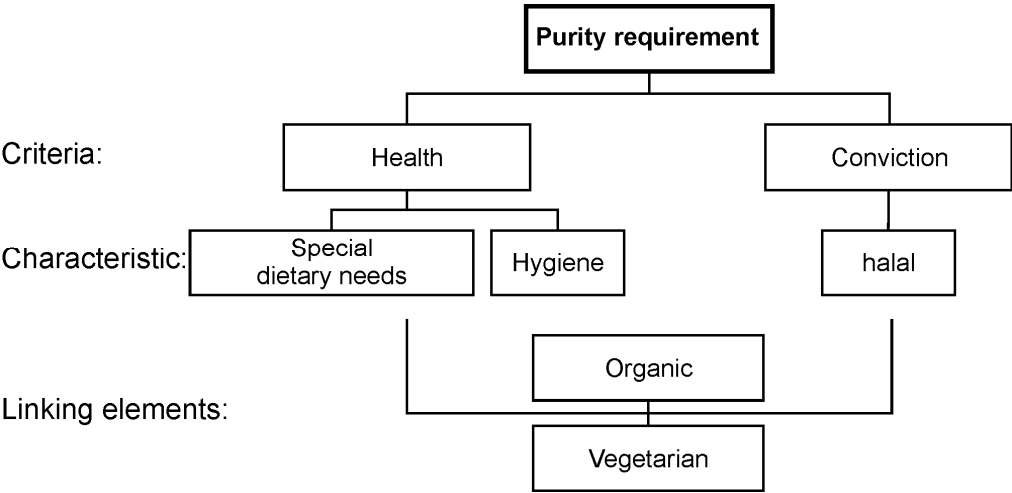 Purity requirement
Criteria:
Health
Conviction
Characteristic:
Special
dietary needs
Hygiene
halal
Organic
Linking elements:
Vegetarian